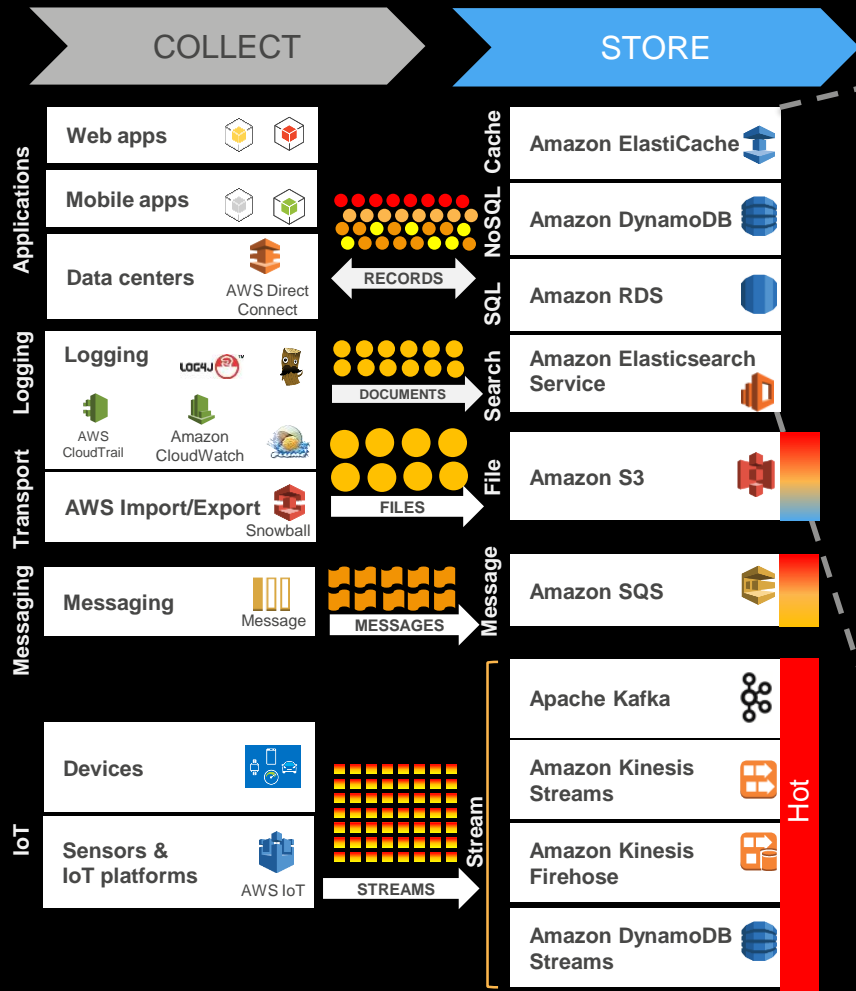 COLLECT
STORE
Applications
Web apps
Mobile apps
Data centers
AWS Direct
Connect
RECORDS
Cache
Amazon ElastiCache
NoSQL
Amazon DynamoDB
SQL
Amazon RDS
Logging
Logging
LOG4J
TM
AWS
CloudTrail
Amazon
CloudWatch
DOCUMENTS
Search
Amazon Elasticsearch
Service
Transport
AWS Import/Export
Snowball
FILES
File
Amazon S3
Messaging
Messaging
Message
MESSAGES
Message
Amazon SQS
IoT
Devices
Sensors &
IoT platforms
AWS IoT
STREAMS
Stream
Apache Kafka
Amazon Kinesis
Streams
Amazon Kinesis
Firehose
Amazon DynamoDB
Streams
Hot